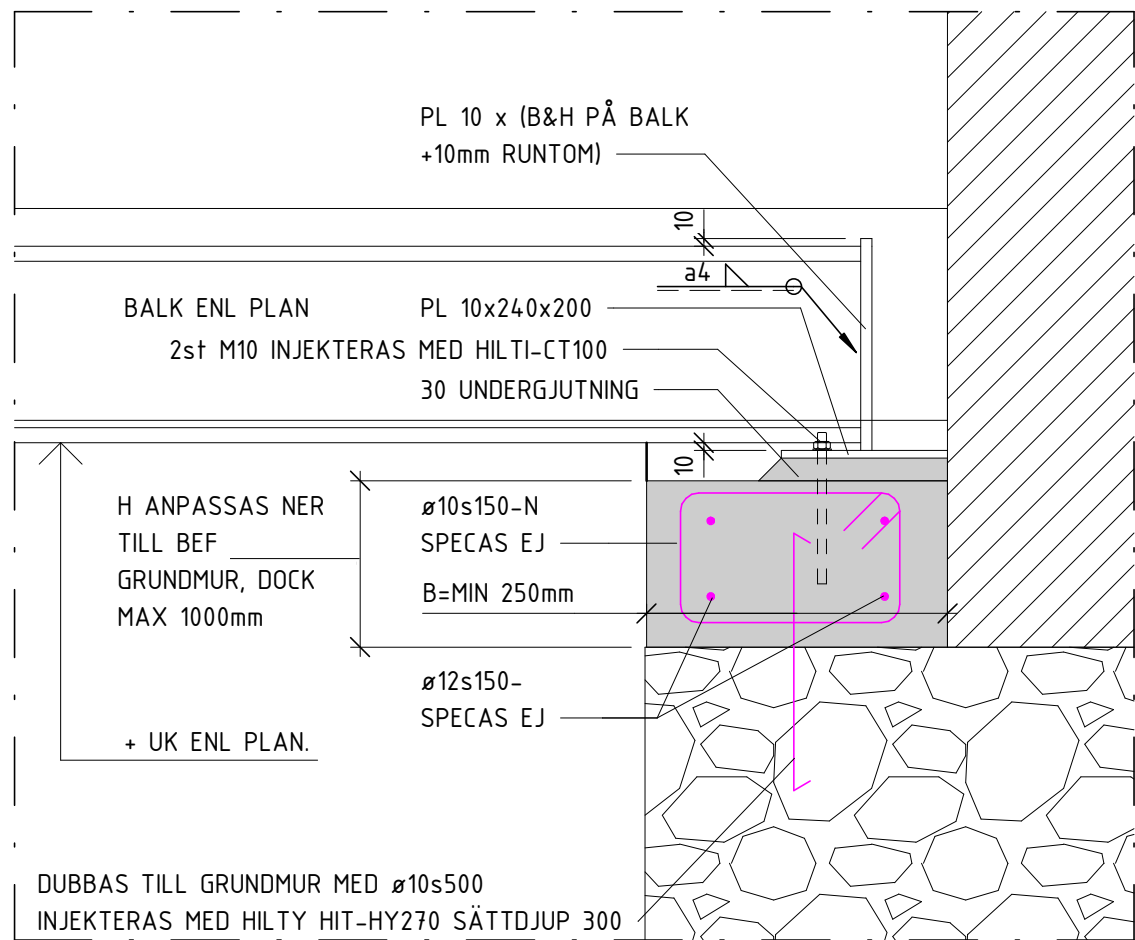 PL 10 x (B&H PÅ BALK
+10mm RUNTOM)
10
a4
BALK ENL PLAN
PL 10x240x200
2st M10 INJEKTERAS MED HILTI-CT100
30 UNDERGJUTNING
10
H ANPASSAS NER
TILL BEF
GRUNDMUR, DOCK
MAX 1000mm
ø10s150-N
SPECAS EJ
B=MIN 250mm
ø12s150-
SPECAS EJ
+ UK ENL PLAN.
DUBBAS TILL GRUNDMUR MED ø10s500
INJEKTERAS MED HILTY HIT-HY270 SÄTTDJUP 300